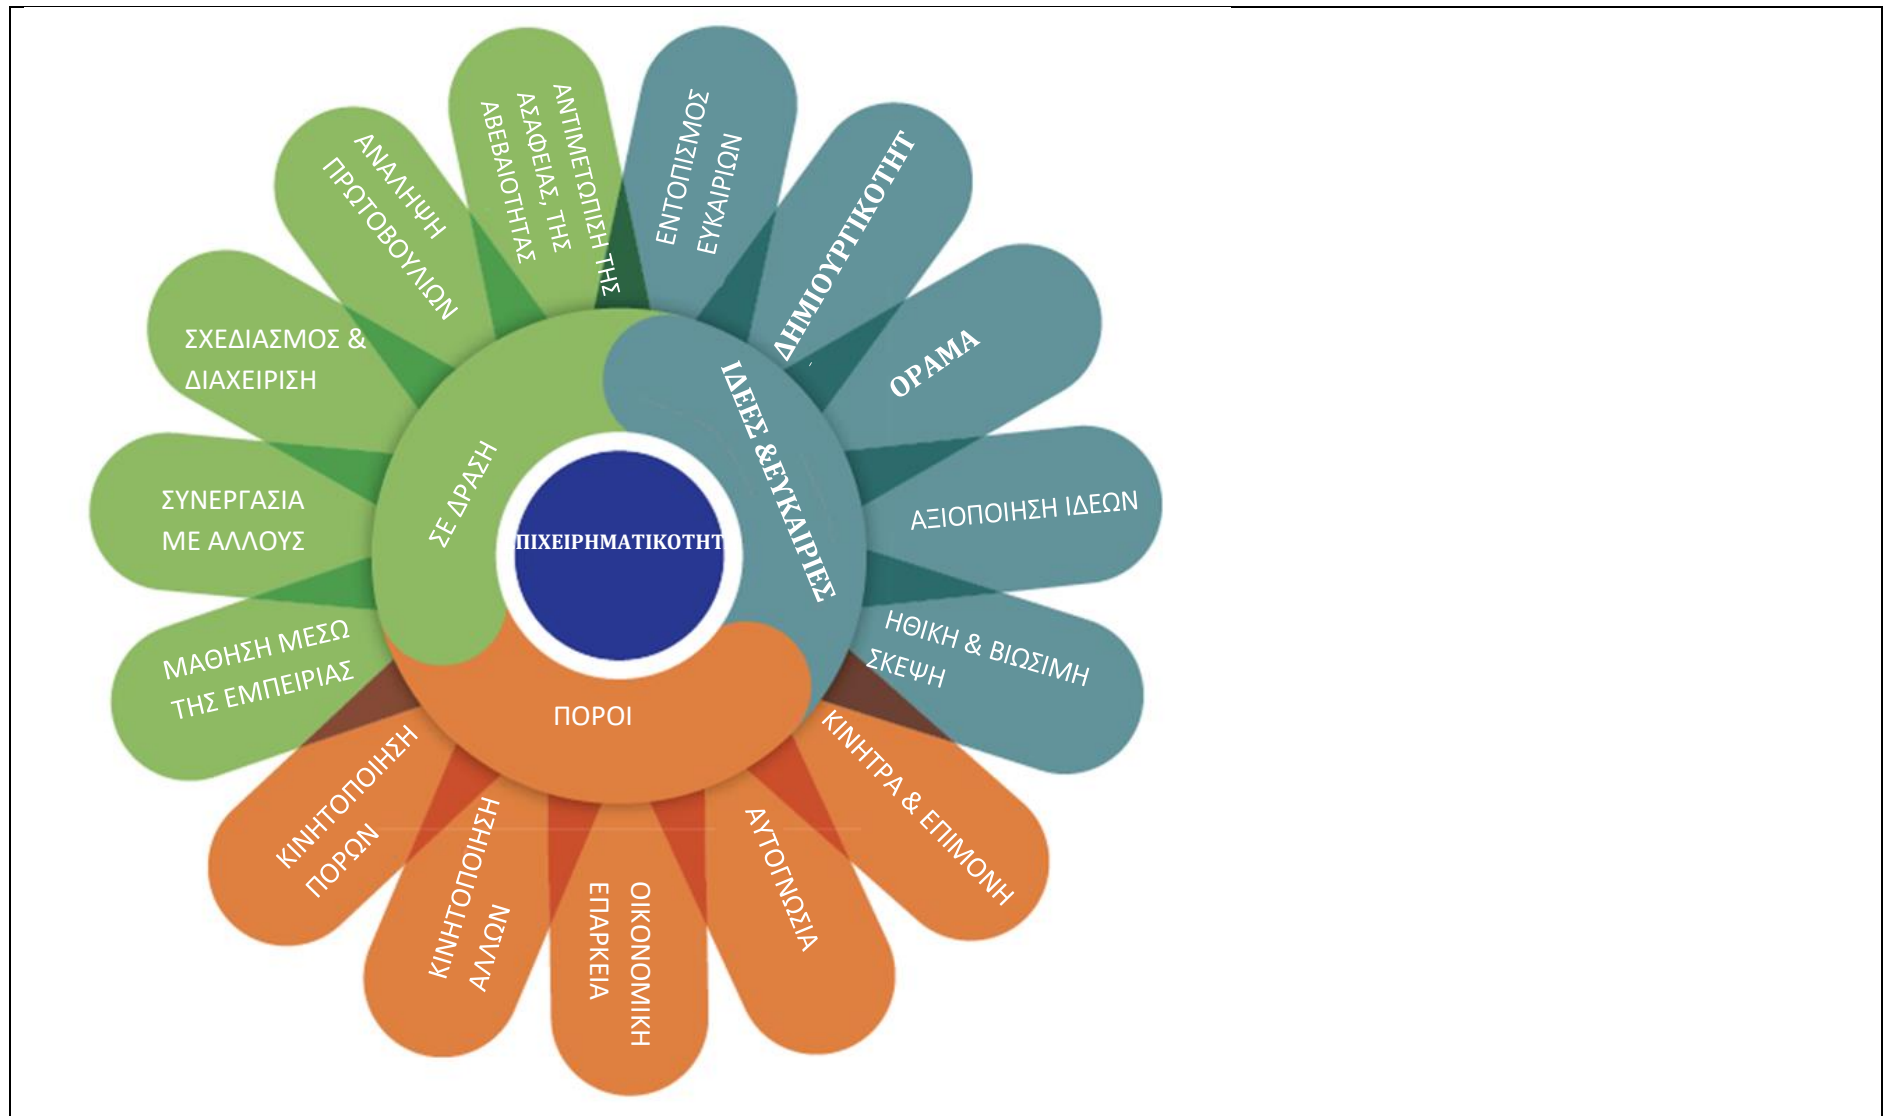 ΑΝΤΙΜΕΤΩΠΙΣΗ ΤΗΣ
ΑΣΑΦΕΙΑΣ, ΤΗΣ
ΑΒΕΒΑΙΟΤΗΤΑΣ
ΕΝΤΟΠΙΣΜΟΣ
ΕΥΚΑΙΡΙΩΝ
ΔΗΜΙΟΥΡΓΙΚΟΤΗΤ
ΟΡΑΜΑ
ΑΞΙΟΠΟΙΗΣΗ ΙΔΕΩΝ
ΗΘΙΚΗ & ΒΙΩΣΙΜΗ
ΣΚΕΨΗ
ΚΙΝΗΤΡΑ & ΕΠΙΜΟΝΗ
ΑΥΤΟΓΝΩΣΙΑ
ΟΙΚΟΝΟΜΙΚΗ
ΕΠΑΡΚΕΙΑ
ΚΙΝΗΤΟΠΟΙΗΣΗ
ΑΛΛΩΝ
ΚΙΝΗΤΟΠΟΙΗΣΗ
ΠΟΡΩΝ
ΜΑΘΗΣΗ ΜΕΣΩ
ΤΗΣ ΕΜΠΕΙΡΙΑΣ
ΣΥΝΕΡΓΑΣΙΑ
ΜΕ ΑΛΛΟΥΣ
ΣΧΕΔΙΑΣΜΟΣ &
ΔΙΑΧΕΙΡΙΣΗ
ΑΝΑΛΗΨΗ
ΠΡΩΤΟΒΟΥΛΙΩΝ
ΣΕ ΔΡΑΣΗ
ΙΔΕΕΣ &ΕΥΚΑΙΡΙΕΣ
ΠΟΡΟΙ
ΠΙΧΕΙΡΗΜΑΤΙΚΟΤΗΤ